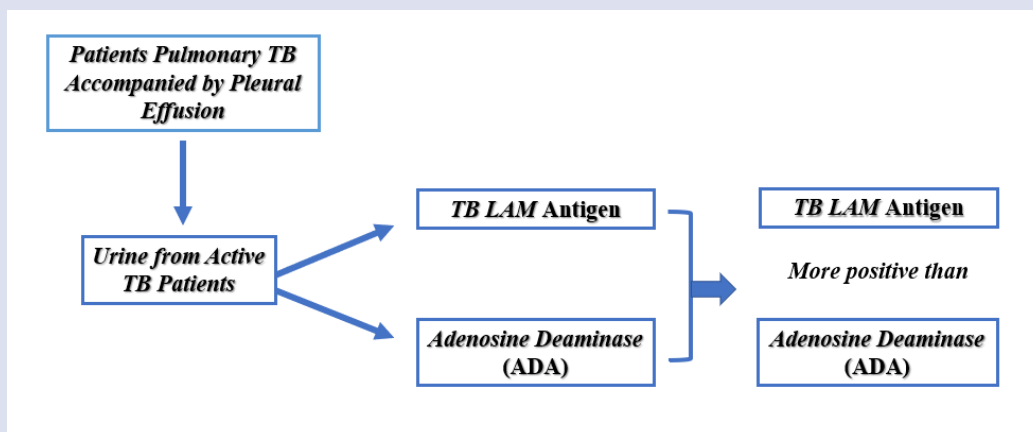 Patients Pulmonary TB
Accompanied by Pleural
Effusion
Urine from Active
TB Patients
TB LAM Antigen
Adenosine Deaminase
(ADA)
TB LAM Antigen
More positive than
Adenosine Deaminase
(ADA)